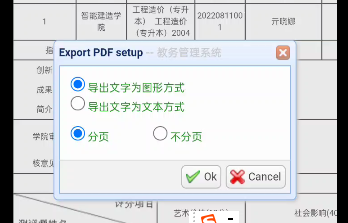 1
智能建造学
院
工程造价（专升
本） 工程造价
（专升本）2004
2022081100
1
亓晓娜
Export PDF setup -- 教务管理系统
创新
成果
简介
学院审
核意见
导出文字为图形方式
导出文字为文本方式
分页
不分页
Ok
Cancel
评分项目
艺术
社会影响(40